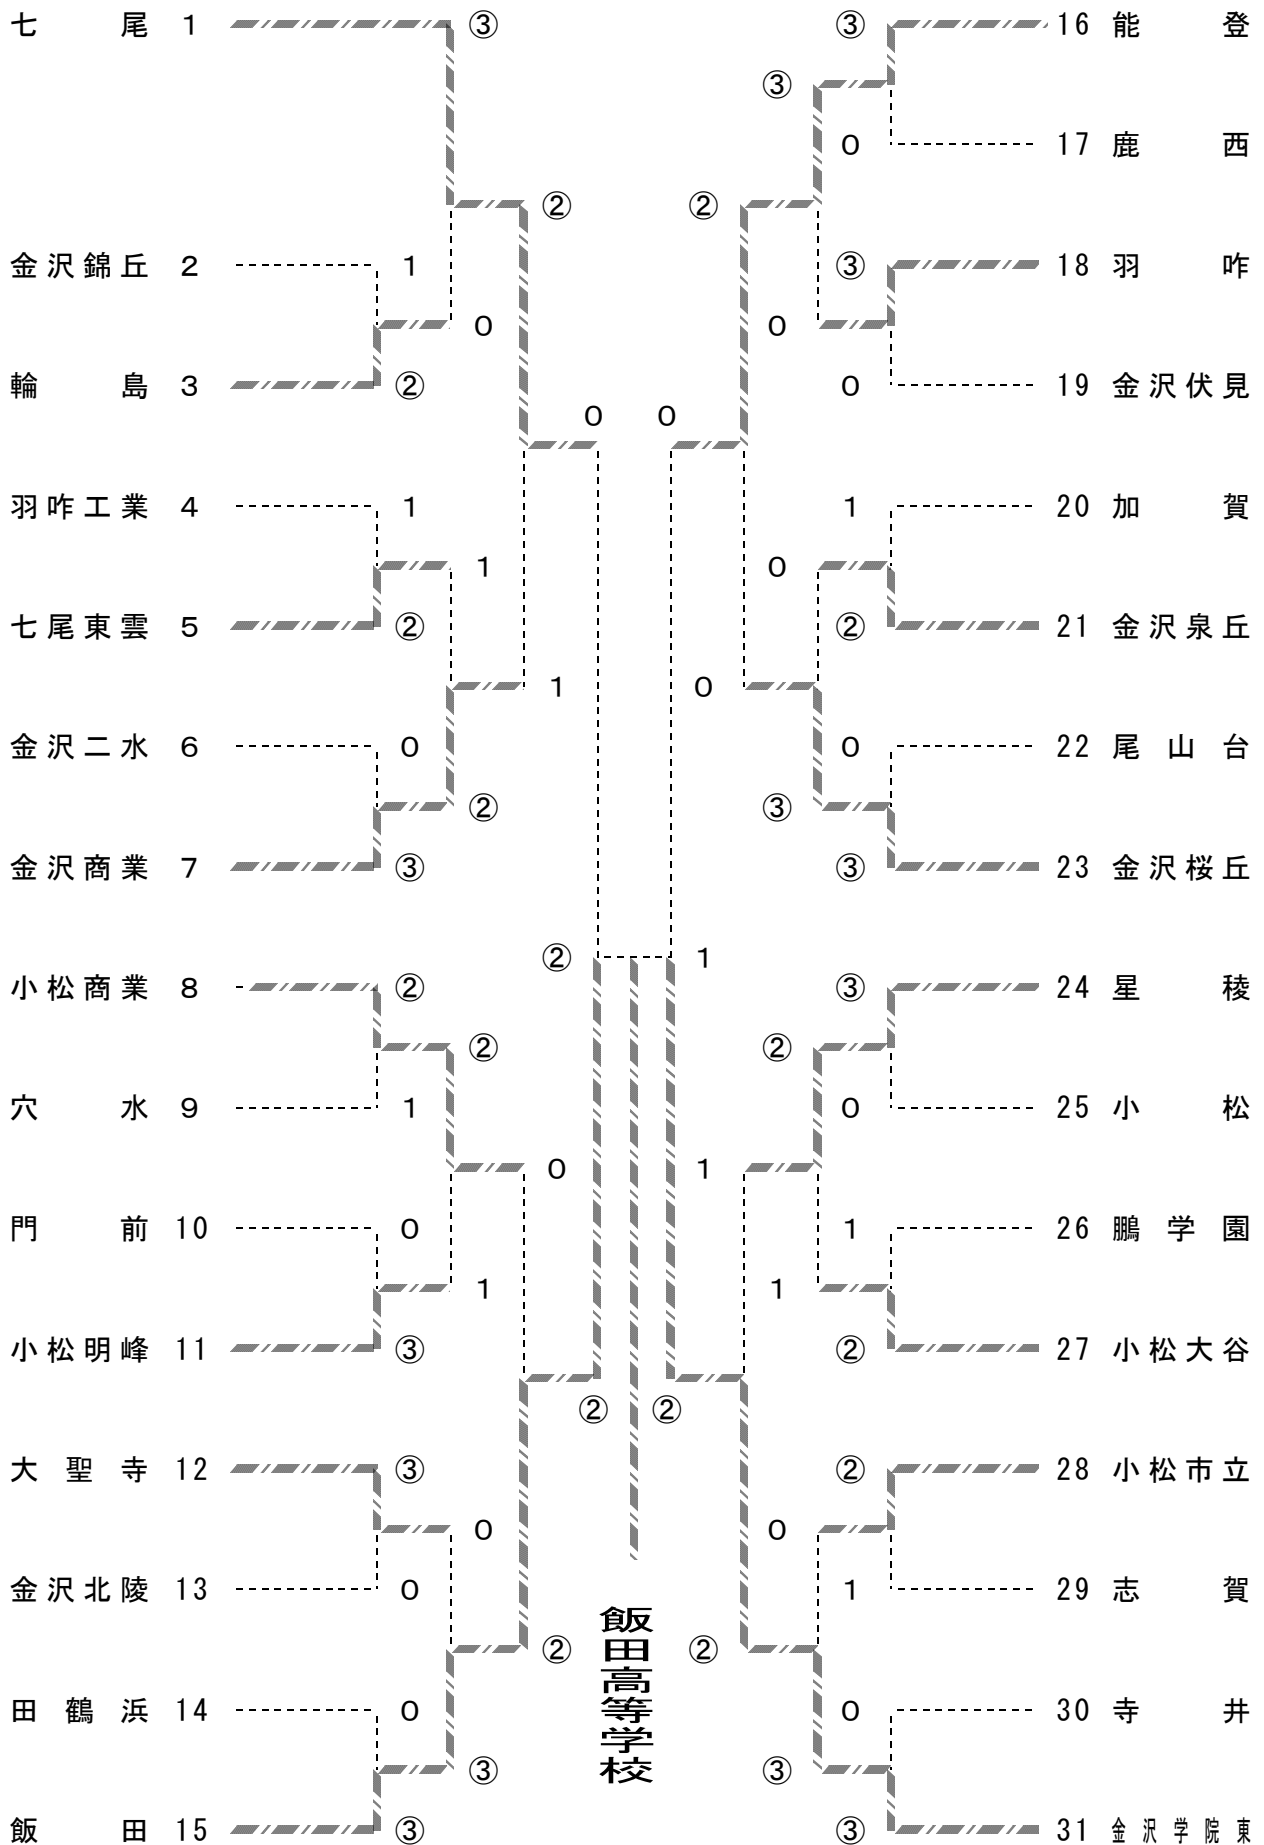 七尾 1 ③
③ 16 能登
③
0 17 鹿西
② ②
金沢錦丘 2 1
③ 18 羽咋
0 0
輪島 3 ②
0 19 金沢伏見
0 0
羽咋工業 4 1
1 20 加賀
1 0
七尾東雲 5 ②
② 21 金沢泉丘
1 0
金沢二水 6 0
0 22 尾山台
② ③
金沢商業 7 ③
③ 23 金沢桜丘
② 1
小松商業 8 ②
③ 24 星稜
② ②
穴水 9 1
0 25 小松
0 1
門前 10 0
1 26 鵬学園
1 1
小松明峰 11 ③
② 27 小松大谷
② ②
大聖寺 12 ③
② 28 小松市立
0 0
金沢北陵 13 0
1 29 志賀
② ②
飯田高等学校
田鶴浜 14 0
0 30 寺井
③ ③
飯田 15 ③
③ 31 金沢学院東